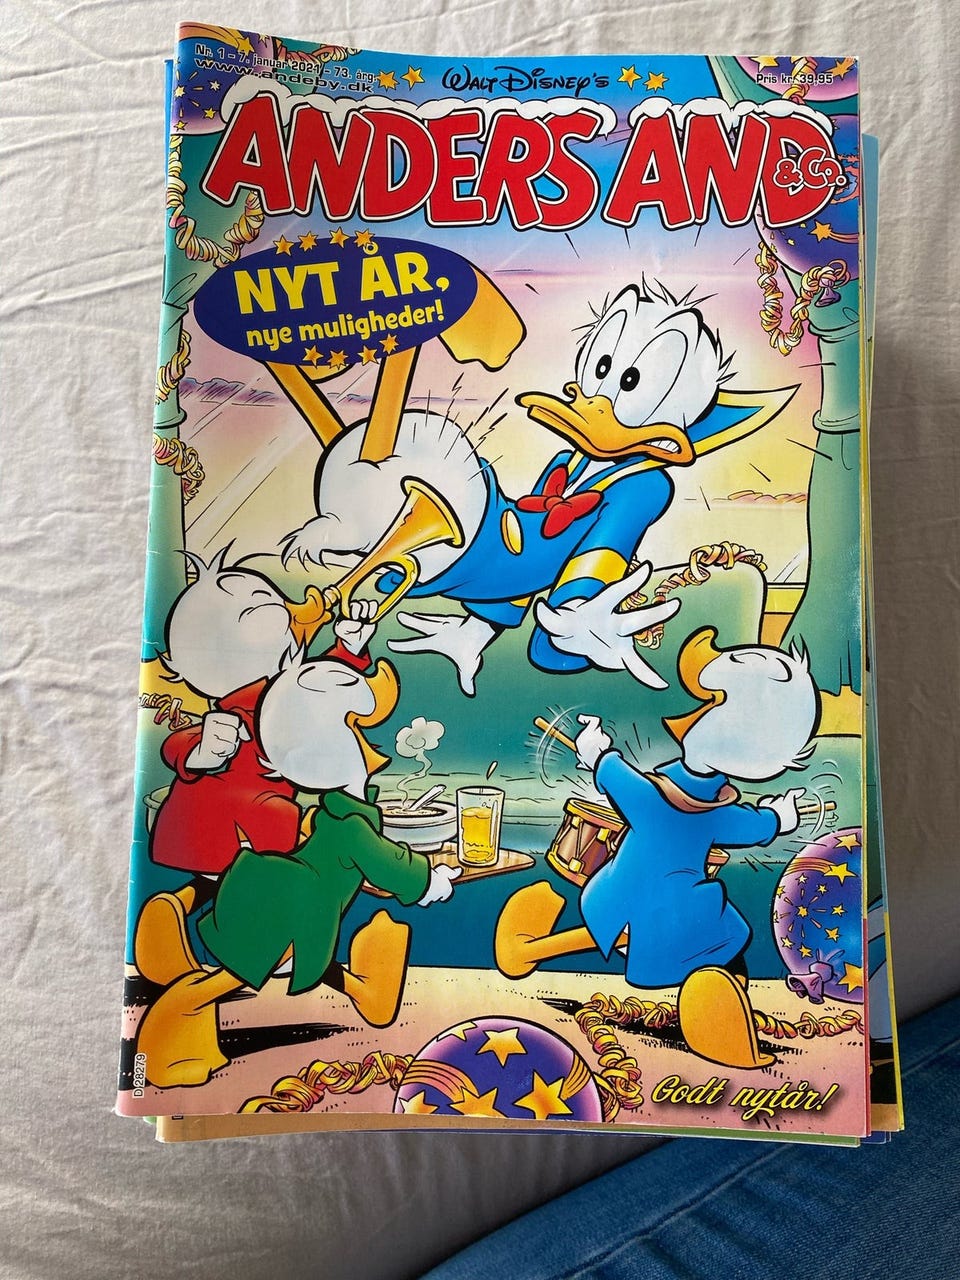 Nr. 1 - 7. januar 2021 - 73. årg.
www.andeby.dk
WALT DISNEY'S
Pris kr. 39,95
ANDERS AND
& Co.
NYT ÅR,
nye muligheder!
D 28279
Godt nytår!